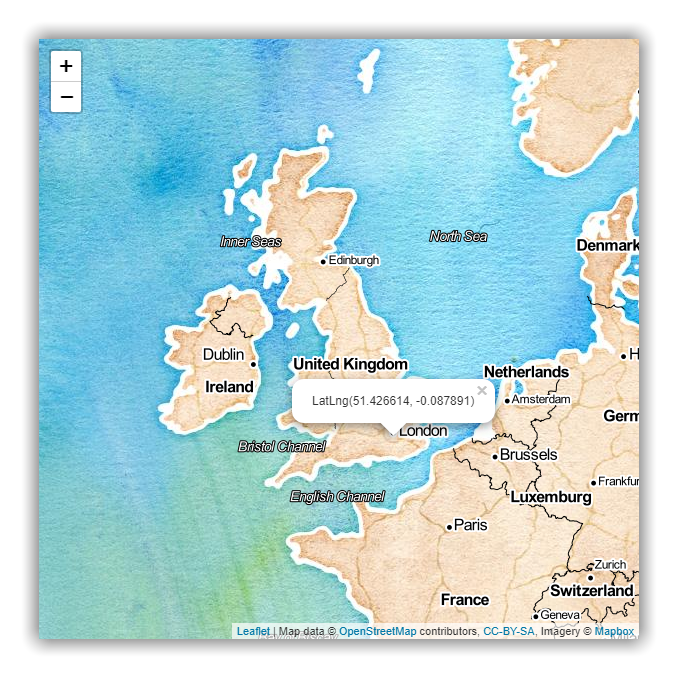 +
−
Inner Seas
North Sea
Denmark
Edinburgh
Dublin
H
United Kingdom
Netherlands
Ireland
×
LatLng(51.426614, -0.087891)
Amsterdam
Germ
London
Bristol Channel
Brussels
Frankfur
English Channel
Luxemburg
Paris
Zurich
Switzerland
France
Geneva
Leaflet | Map data © OpenStreetMap contributors, CC-BY-SA, Imagery © Mapbox